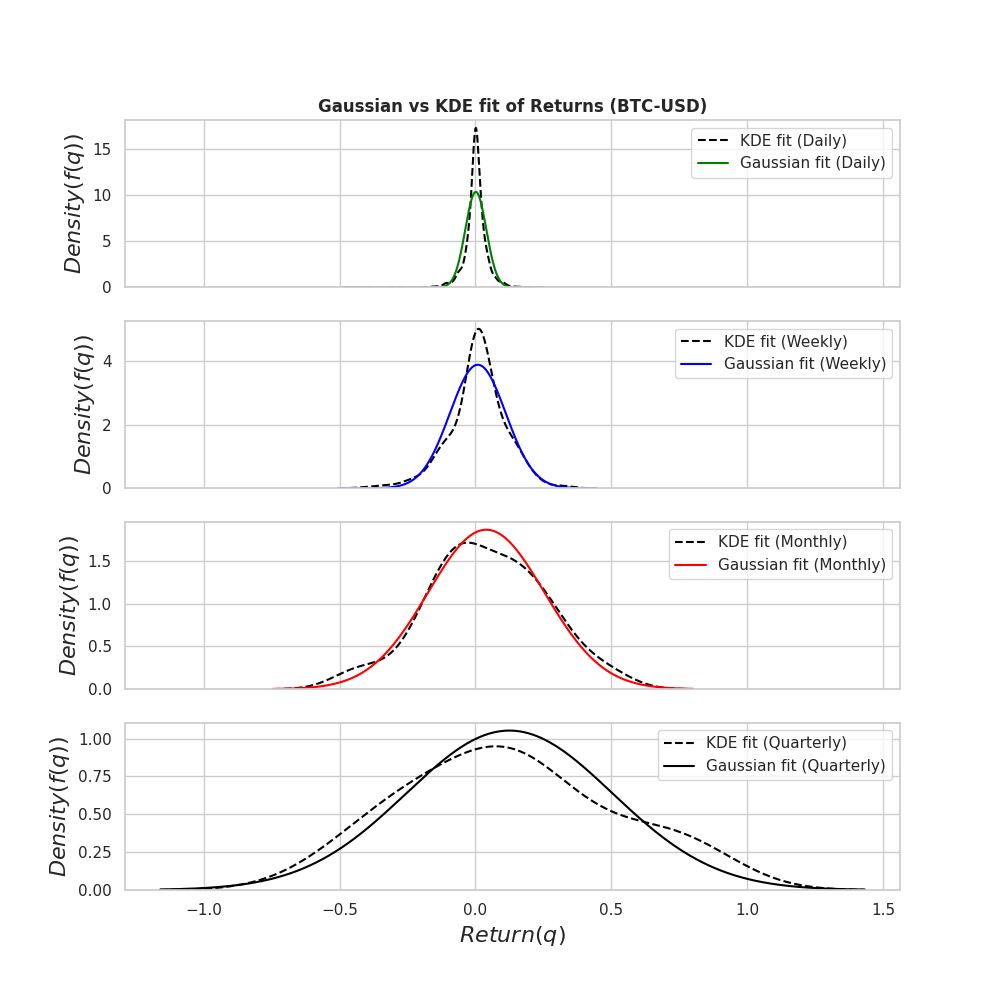 Gaussian vs KDE fit of Returns (BTC-USD)
Density(f(q))
15
10
5
0
KDE fit (Daily)
Gaussian fit (Daily)
Density(f(q))
4
2
0
KDE fit (Weekly)
Gaussian fit (Weekly)
Density(f(q))
1.5
1.0
0.5
0.0
KDE fit (Monthly)
Gaussian fit (Monthly)
Density(f(q))
1.00
0.75
0.50
0.25
0.00
KDE fit (Quarterly)
Gaussian fit (Quarterly)
−1.0 −0.5 0.0 0.5 1.0 1.5
Return(q)